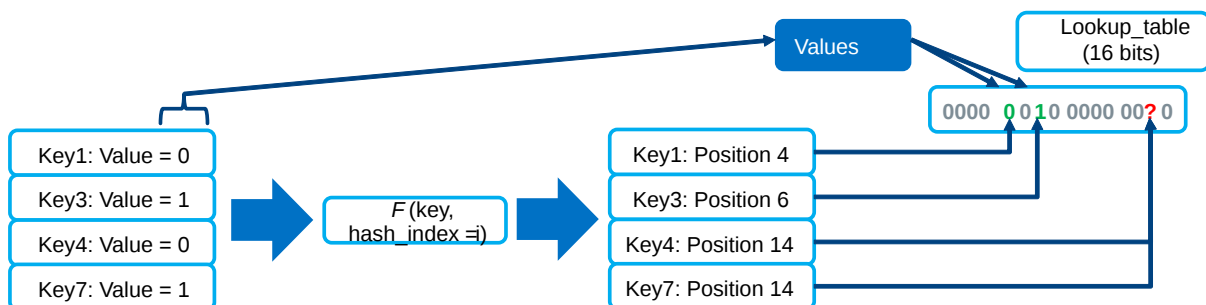 Values
Lookup_table
(16 bits)
0000 0 0 1 0 0000 00 ? 0
Key1: Value = 0
Key3: Value = 1
Key4: Value = 0
Key7: Value = 1
F (key,
hash_index =i)
Key1: Position 4
Key3: Position 6
Key4: Position 14
Key7: Position 14